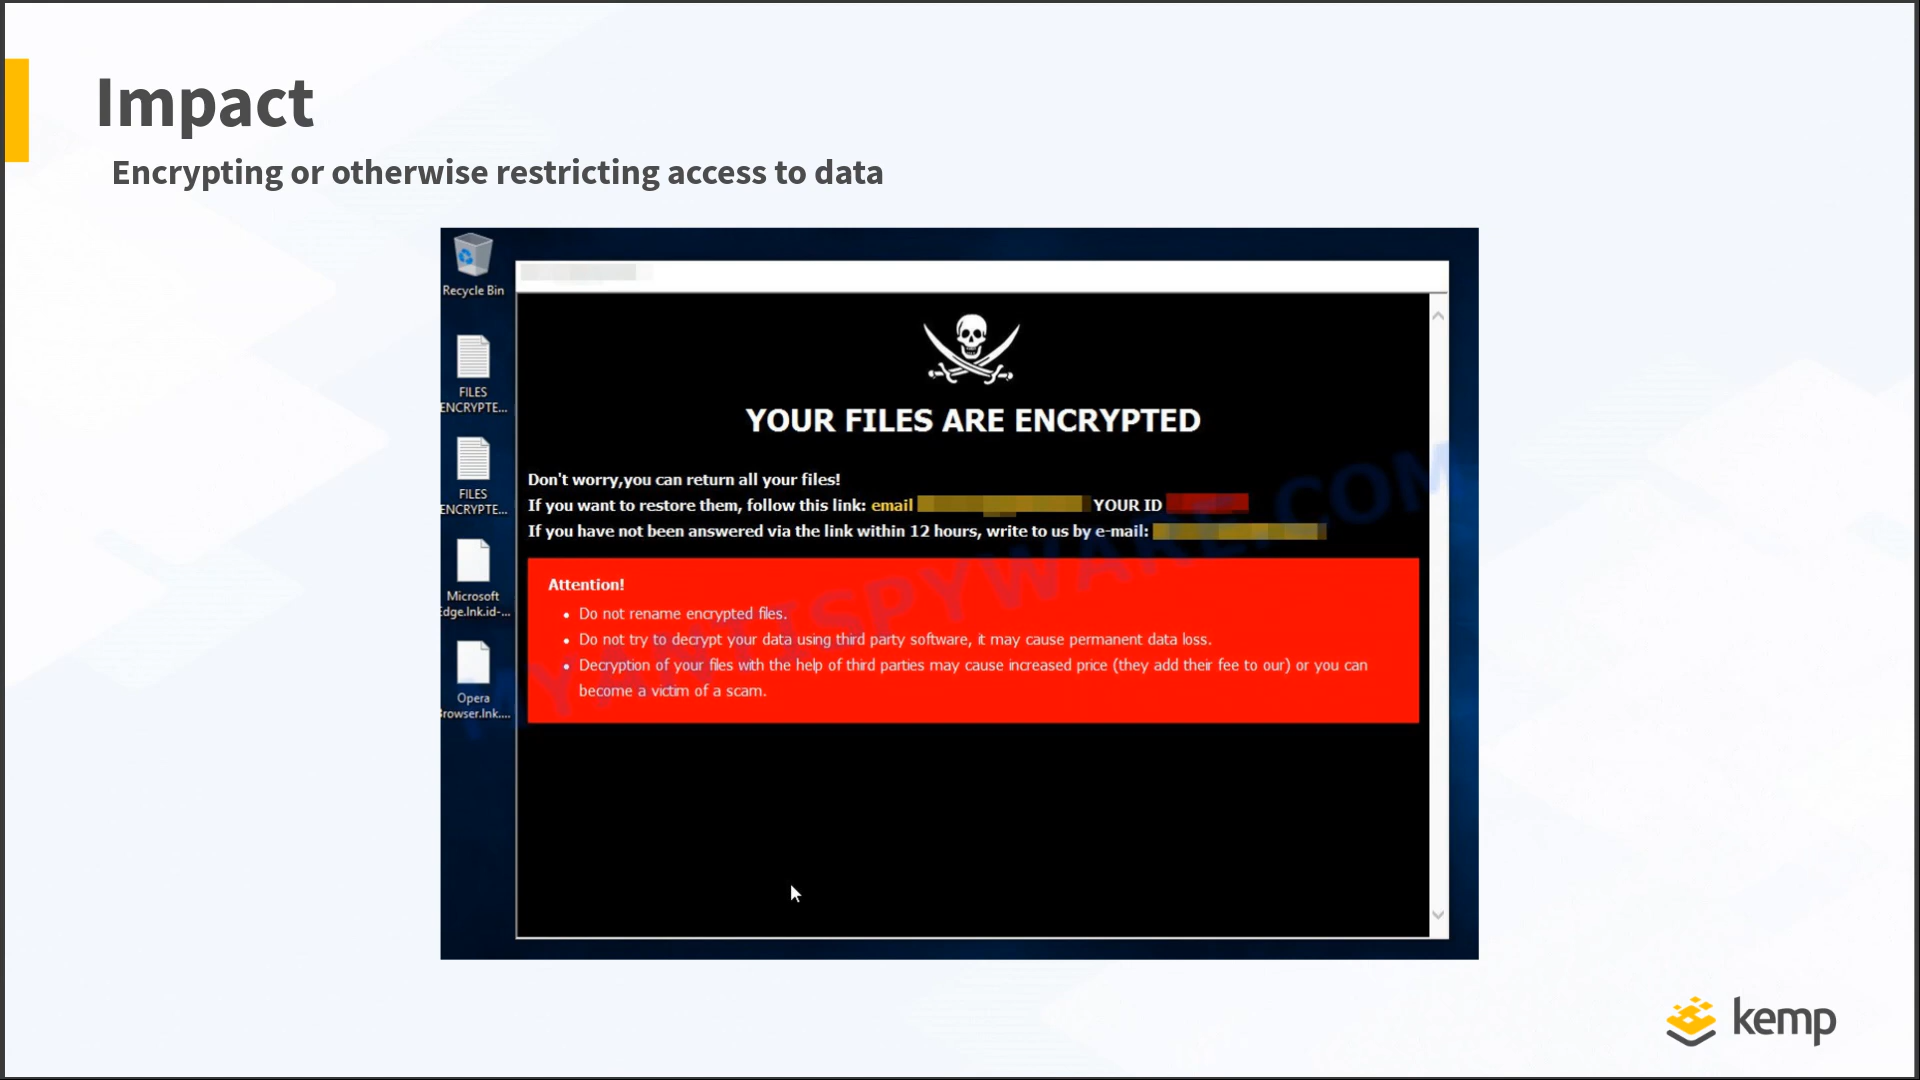 Impact
Encrypting or otherwise restricting access to data
Recycle Bin
FILES
ENCRYPTE...
FILES
ENCRYPTE...
Microsoft
Edge.lnk.id-...
Opera
Browser.lnk....
YOUR FILES ARE ENCRYPTED
Don't worry,you can return all your files!
If you want to restore them, follow this link: email YOUR ID
If you have not been answered via the link within 12 hours, write to us by e-mail:
Attention!
• Do not rename encrypted files.
• Do not try to decrypt your data using third party software, it may cause permanent data loss.
• Decryption of your files with the help of third parties may cause increased price (they add their fee to our) or you can
become a victim of a scam.
MYANTISPYWARE.COM
kemp